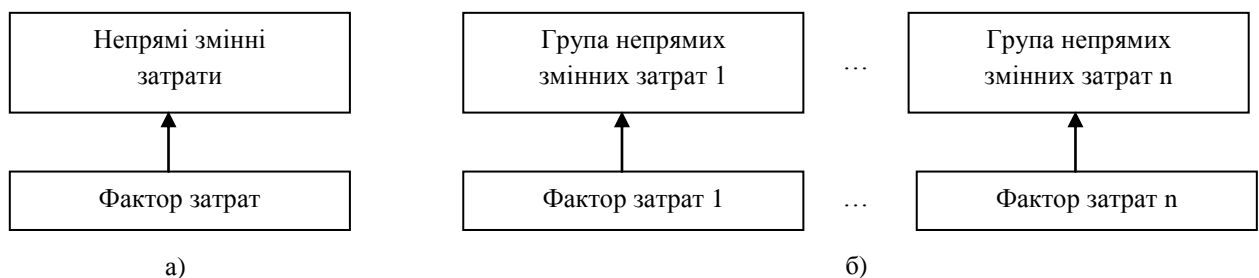 Непрямі змінні
затрати
Група непрямих
змінних затрат 1
...
Група непрямих
змінних затрат n
Фактор затрат
Фактор затрат 1
...
Фактор затрат n
а)
б)